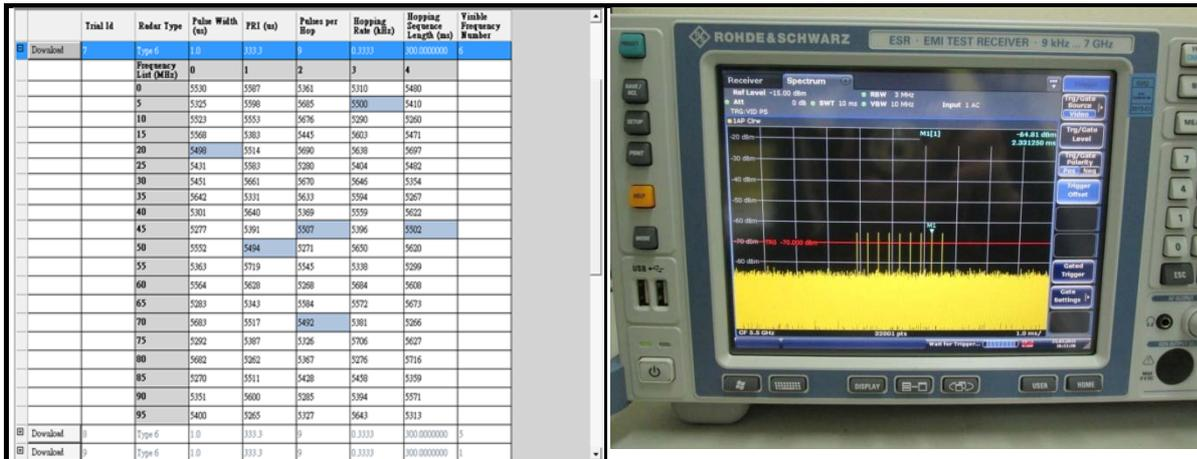 Trial Id Radar Type Pulse Width (us) PRI (us) Pulses per Hop Hopping Rate (kHz) Hopping Sequence Length (ms) Visible Frequency Number
Download 7 Type 6 1.0 333.3 9 0.3333 300.0000000 6
Frequency List (MHz) 0 1 2 3 4
0 5530 5587 5361 5310 5480
5 5325 5598 5685 5500 5410
10 5523 5553 5676 5290 5260
15 5568 5383 5445 5603 5471
20 5498 5514 5690 5638 5697
25 5431 5583 5280 5404 5482
30 5451 5661 5670 5646 5354
35 5642 5331 5633 5594 5267
40 5301 5640 5369 5559 5622
45 5277 5391 5507 5396 5502
50 5552 5494 5271 5650 5620
55 5363 5719 5545 5338 5299
60 5564 5628 5268 5684 5608
65 5283 5343 5584 5572 5673
70 5683 5517 5492 5381 5266
75 5292 5387 5326 5706 5627
80 5682 5262 5367 5276 5716
85 5270 5511 5428 5458 5359
90 5351 5600 5285 5394 5571
95 5400 5265 5327 5643 5313
Download 8 Type 6 1.0 333.3 9 0.3333 300.0000000 5
Download 9 Type 6 1.0 333.3 9 0.3333 300.0000000 1
ROHDE&SCHWARZ ESR · EMI TEST RECEIVER · 9 kHz ... 7 GHz
Receiver Spectrum
Ref Level -15.00 dBm RBW 3 MHz
Att 0 dB SWT 10 ms VBW 10 MHz Input 1 AC
TRG:VID PS
1AP Clrw
M1[1] -64.81 dBm
2.331250 ms
-20 dBm
-30 dBm
-40 dBm
-50 dBm
-60 dBm
M1
-70 dBm TRG -70.000 dBm
-80 dBm
CF 5.5 GHz 32001 pts 1.0 ms/
Wait for Trigger...
Trg/Gate Source
Video
Trg/Gate Level
Trg/Gate Polarity
Pos Neg
Trigger Offset
Gated Trigger
Gate Settings
PRESET
SETUP
PRINT
HELP
MODE
USB
DISPLAY
USER
HOME
7
4
1
0
ESC